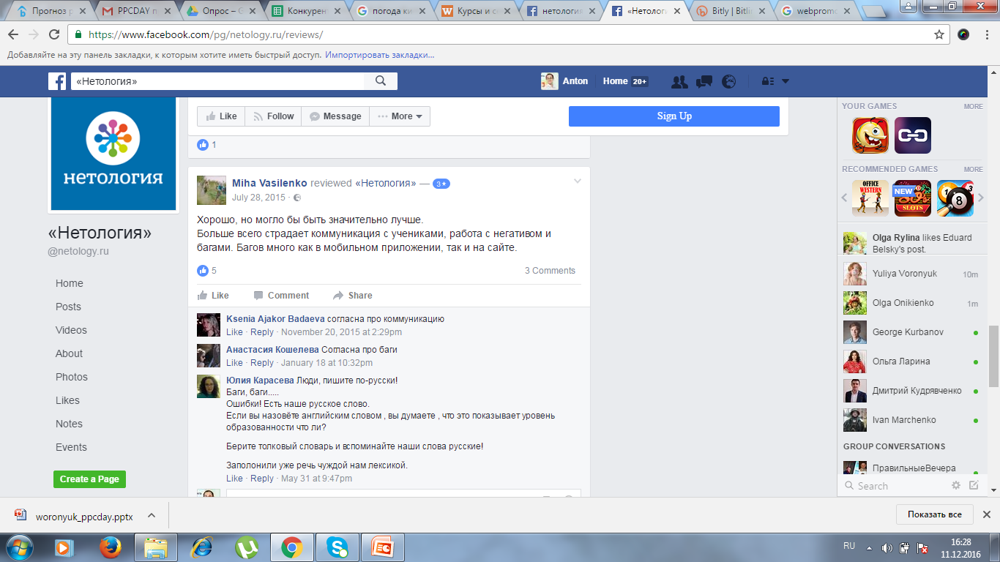 Прогноз р
PPCDAY п
Опрос – G
Конкурен
погода ки
Курсы и с
нетология
«Нетологи
Bitly | Bitlin
webpromo
https://www.facebook.com/pg/netology.ru/reviews/
Добавляйте на эту панель закладки, к которым хотите иметь быстрый доступ. Импортировать закладки...
«Нетология»
Anton
Home 20+
нетология
«Нетология»
@netology.ru
Home
Posts
Videos
About
Photos
Likes
Notes
Events
Create a Page
Like Follow Message More
Sign Up
1
Miha Vasilenko reviewed «Нетология» — 3★
July 28, 2015 ·
Хорошо, но могло бы быть значительно лучше.
Больше всего страдает коммуникация с учениками, работа с негативом и
багами. Багов много как в мобильном приложении, так и на сайте.
5
3 Comments
Like Comment Share
Ksenia Ajakor Badaeva согласна про коммуникацию
Like · Reply · November 20, 2015 at 2:29pm
Анастасия Кошелева Согласна про баги
Like · Reply · January 18 at 10:32pm
Юлия Карасева Люди, пишите по-русски!
Баги, баги.....
Ошибки! Есть наше русское слово.
Если вы назовёте английским словом , вы думаете , что это показывает уровень
образованности что ли?
Берите толковый словарь и вспоминайте наши слова русские!
Заполонили уже речь чуждой нам лексикой.
Like · Reply · May 31 at 9:47pm
YOUR GAMES MORE
RECOMMENDED GAMES MORE
OFFICE
WESTERN
NEW
SLOTS
8
3
Olga Rylina likes Eduard
Belsky's post.
Yuliya Voronyuk 10m
Olga Onikienko 1m
George Kurbanov
Ольга Ларина
Дмитрий Кудрявченко
Ivan Marchenko
GROUP CONVERSATIONS
ПравильныеВечера
Search
woronyuk_ppcday.pptx
Показать все
RU
16:28
11.12.2016